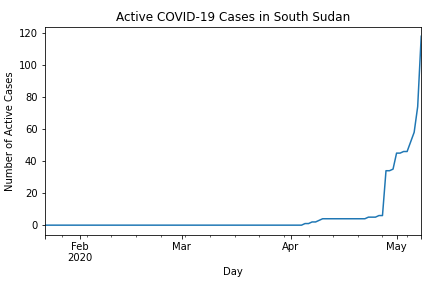 Active COVID-19 Cases in South Sudan
120
100
80
60
40
20
0
Number of Active Cases
Feb
2020
Mar
Apr
May
Day